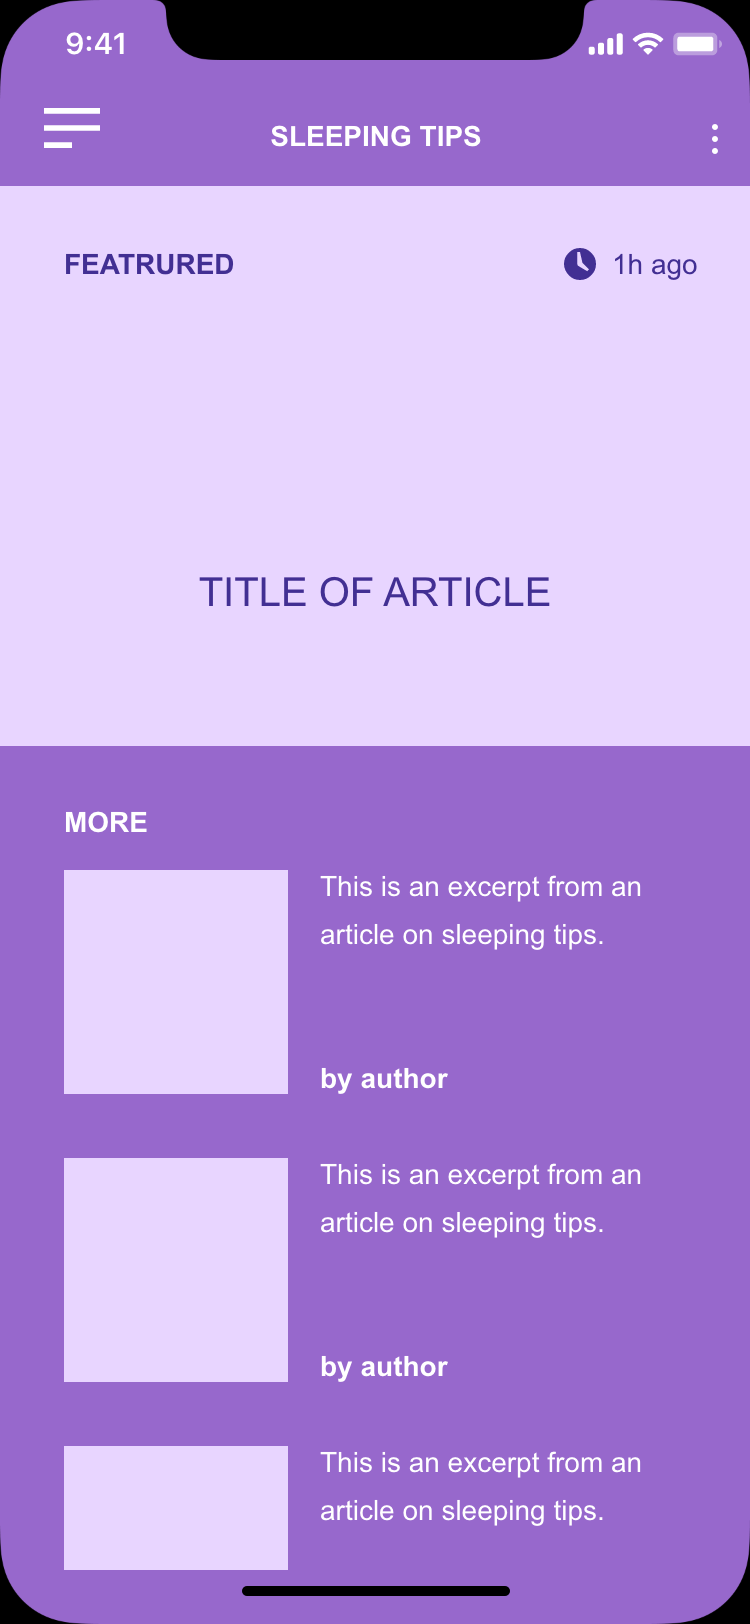 9:41
SLEEPING TIPS
FEATRURED
1h ago
TITLE OF ARTICLE
MORE
This is an excerpt from an
article on sleeping tips.
by author
This is an excerpt from an
article on sleeping tips.
by author
This is an excerpt from an
article on sleeping tips.